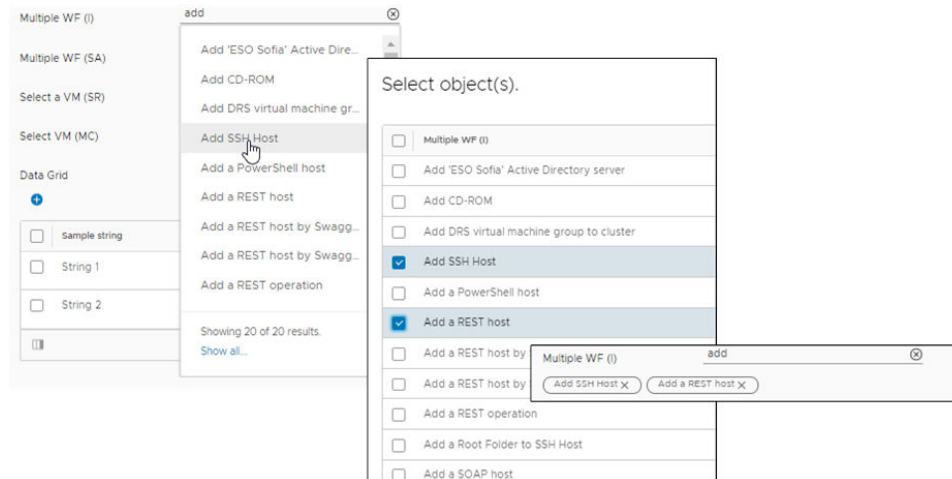 Multiple WF (I)
add
Multiple WF (SA)
Select a VM (SR)
Select VM (MC)
Data Grid
Sample string
String 1
String 2
Add 'ESO Sofia' Active Dire...
Add CD-ROM
Add DRS virtual machine gr...
Add SSH Host
Add a PowerShell host
Add a REST host
Add a REST host by Swagg...
Add a REST host by Swagg...
Add a REST operation
Showing 20 of 20 results.
Show all...
Select object(s).
Multiple WF (I)
Add 'ESO Sofia' Active Directory server
Add CD-ROM
Add DRS virtual machine group to cluster
Add SSH Host
Add a PowerShell host
Add a REST host
Add a REST host by
Add a REST host by
Add a REST operation
Add a Root Folder to SSH Host
Add a SOAP host
Multiple WF (I)
add
Add SSH Host
Add a REST host